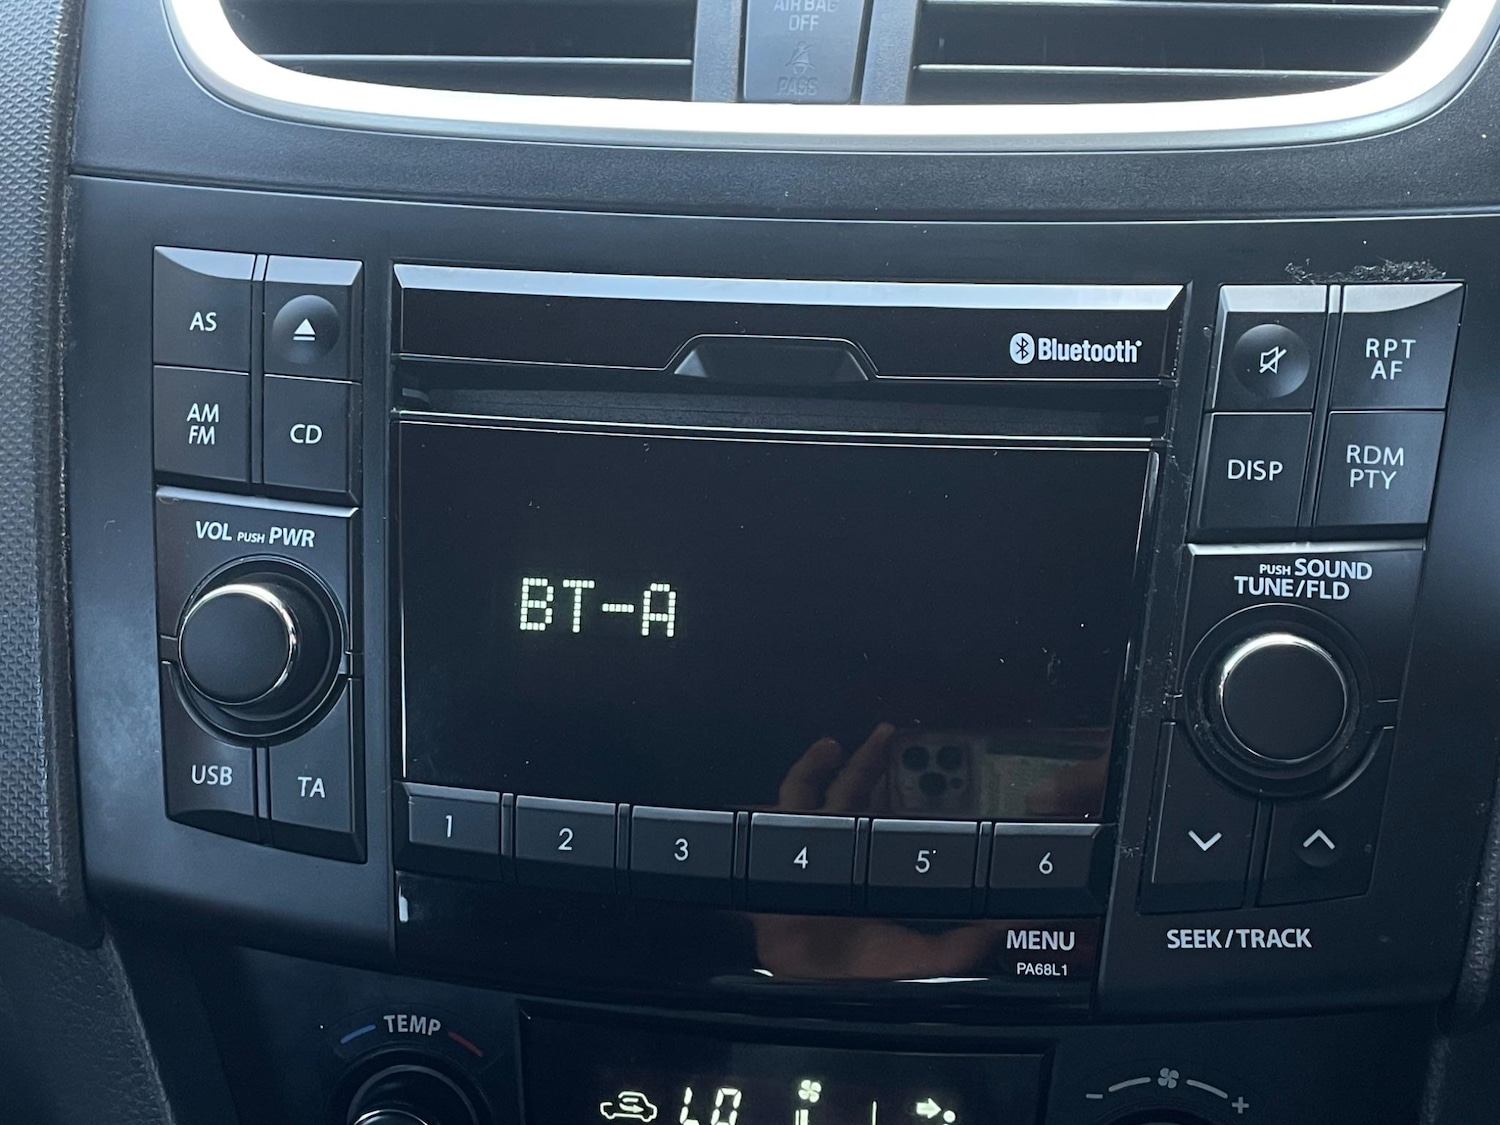 AIR BAG
OFF
PASS
AS
AM
FM
CD
Bluetooth
RPT
AF
DISP
RDM
PTY
VOL PUSH PWR
PUSH SOUND
TUNE/FLD
BT-A
USB
TA
1
2
3
4
5
6
MENU
PA68L1
SEEK/TRACK
TEMP
LO
- +